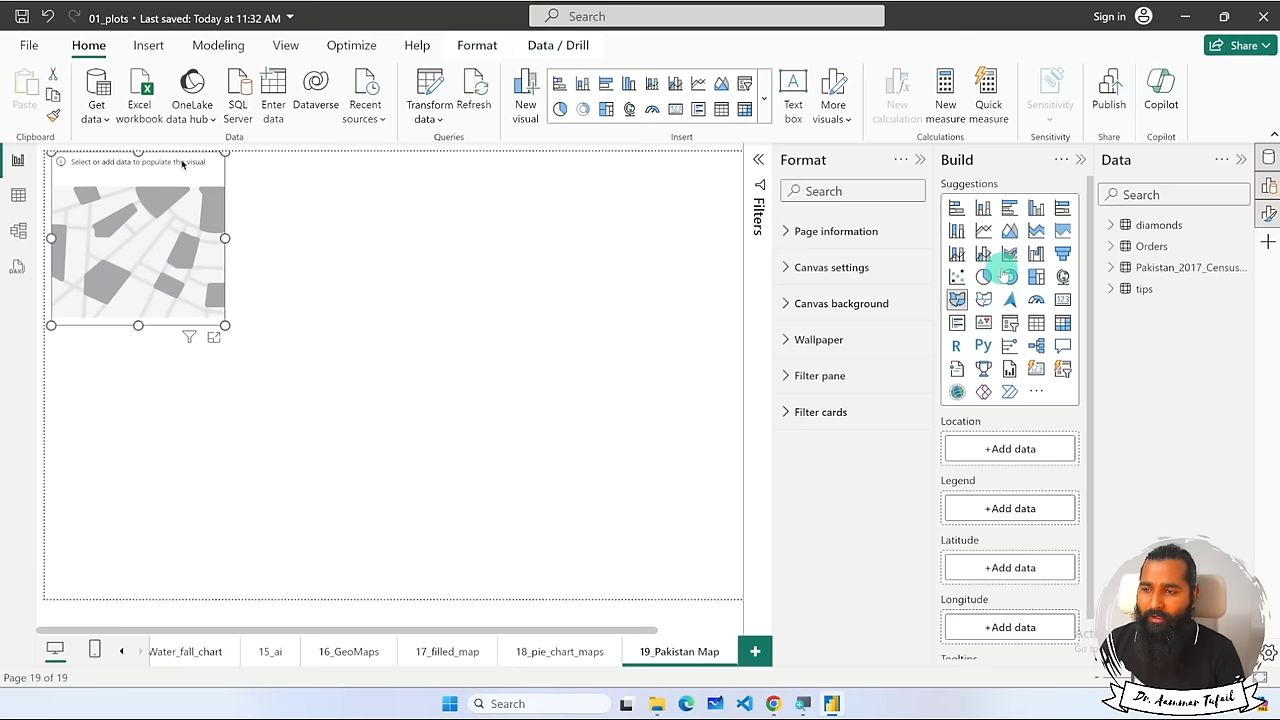 01_plots • Last saved: Today at 11:32 AM
Search
Sign in
File Home Insert Modeling View Optimize Help Format Data / Drill
Share
Paste
Get data
Excel workbook
OneLake data hub
SQL Server
Enter data
Dataverse
Recent sources
Transform data
Refresh
New visual
Text box
More visuals
New calculation
New measure
Quick measure
Sensitivity
Publish
Copilot
Clipboard
Data
Queries
Insert
Calculations
Sensitivity
Share
Copilot
Select or add data to populate this visual
Filters
Format
Search
Page information
Canvas settings
Canvas background
Wallpaper
Filter pane
Filter cards
Build
Suggestions
R
Py
Location
+Add data
Legend
+Add data
Latitude
+Add data
Longitude
+Add data
Data
Search
diamonds
Orders
Pakistan_2017_Census...
tips
Water_fall_chart
15_ai
16_GeoMaps
17_filled_map
18_pie_chart_maps
19_Pakistan Map
Page 19 of 19
Search
Dr. Aammar Tufail